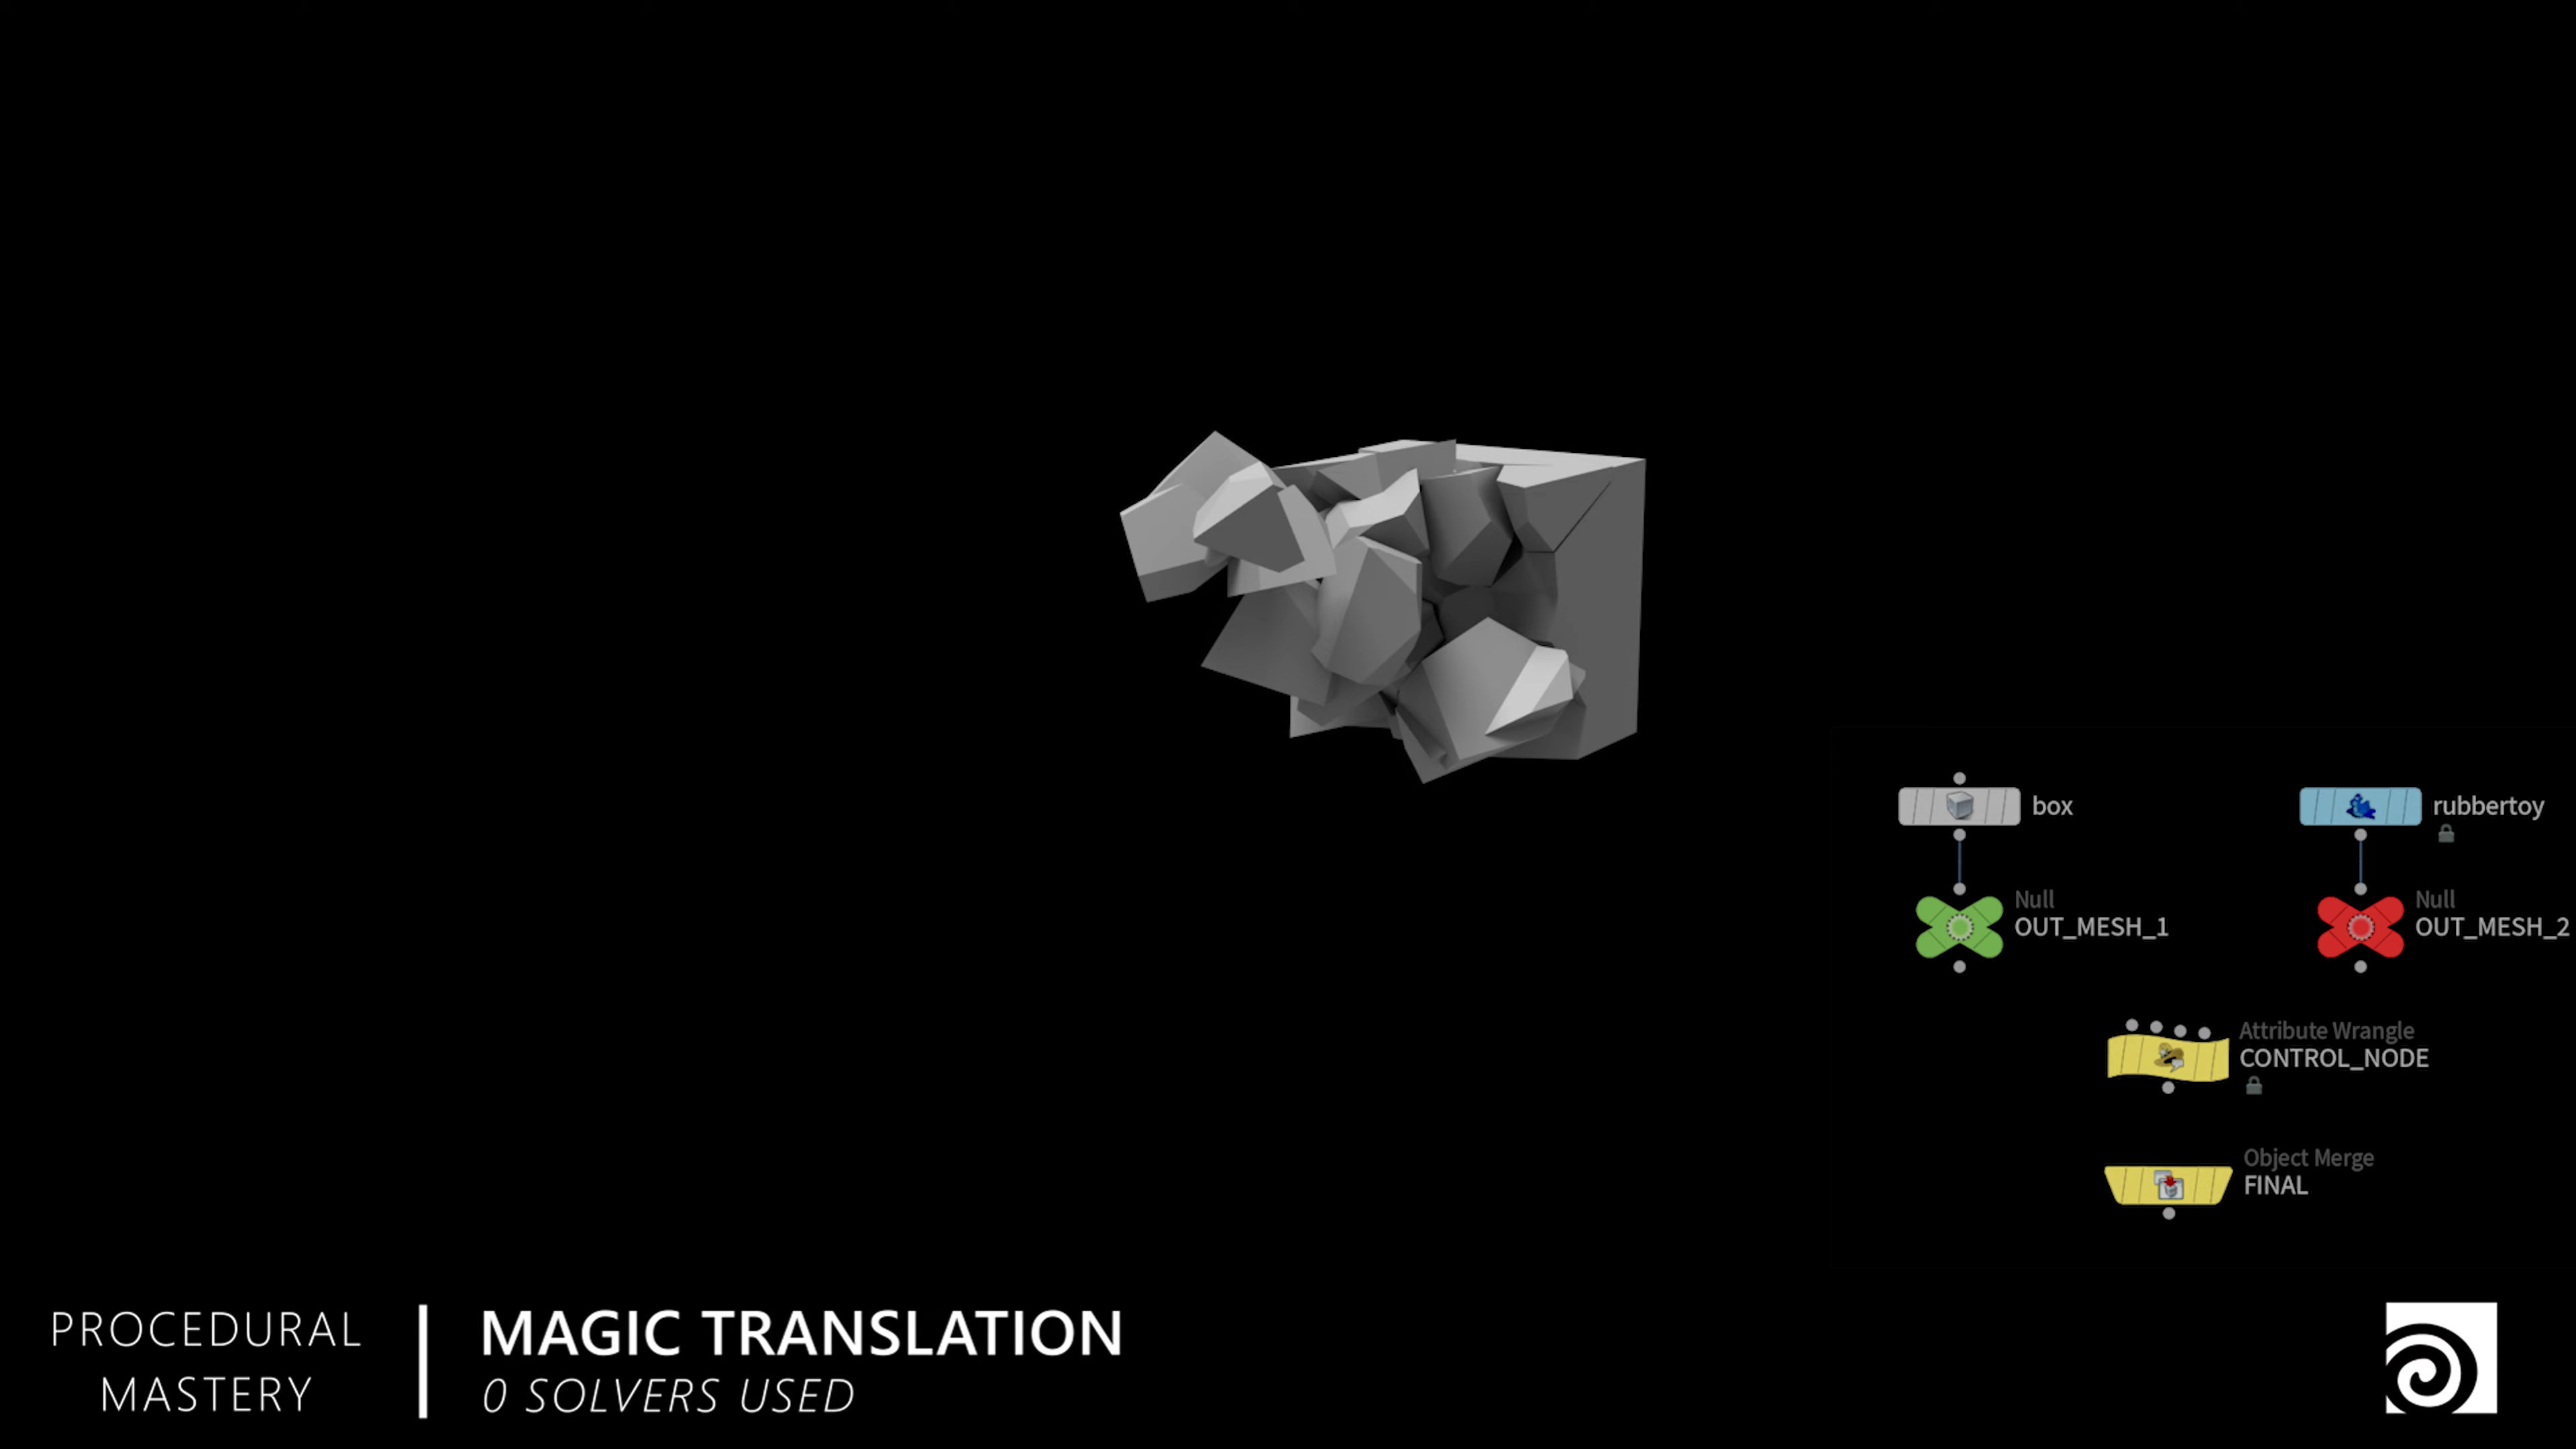 box
rubbertoy
Null
OUT_MESH_1
Null
OUT_MESH_2
Attribute Wrangle
CONTROL_NODE
Object Merge
FINAL
PROCEDURAL
MASTERY
MAGIC TRANSLATION
0 SOLVERS USED